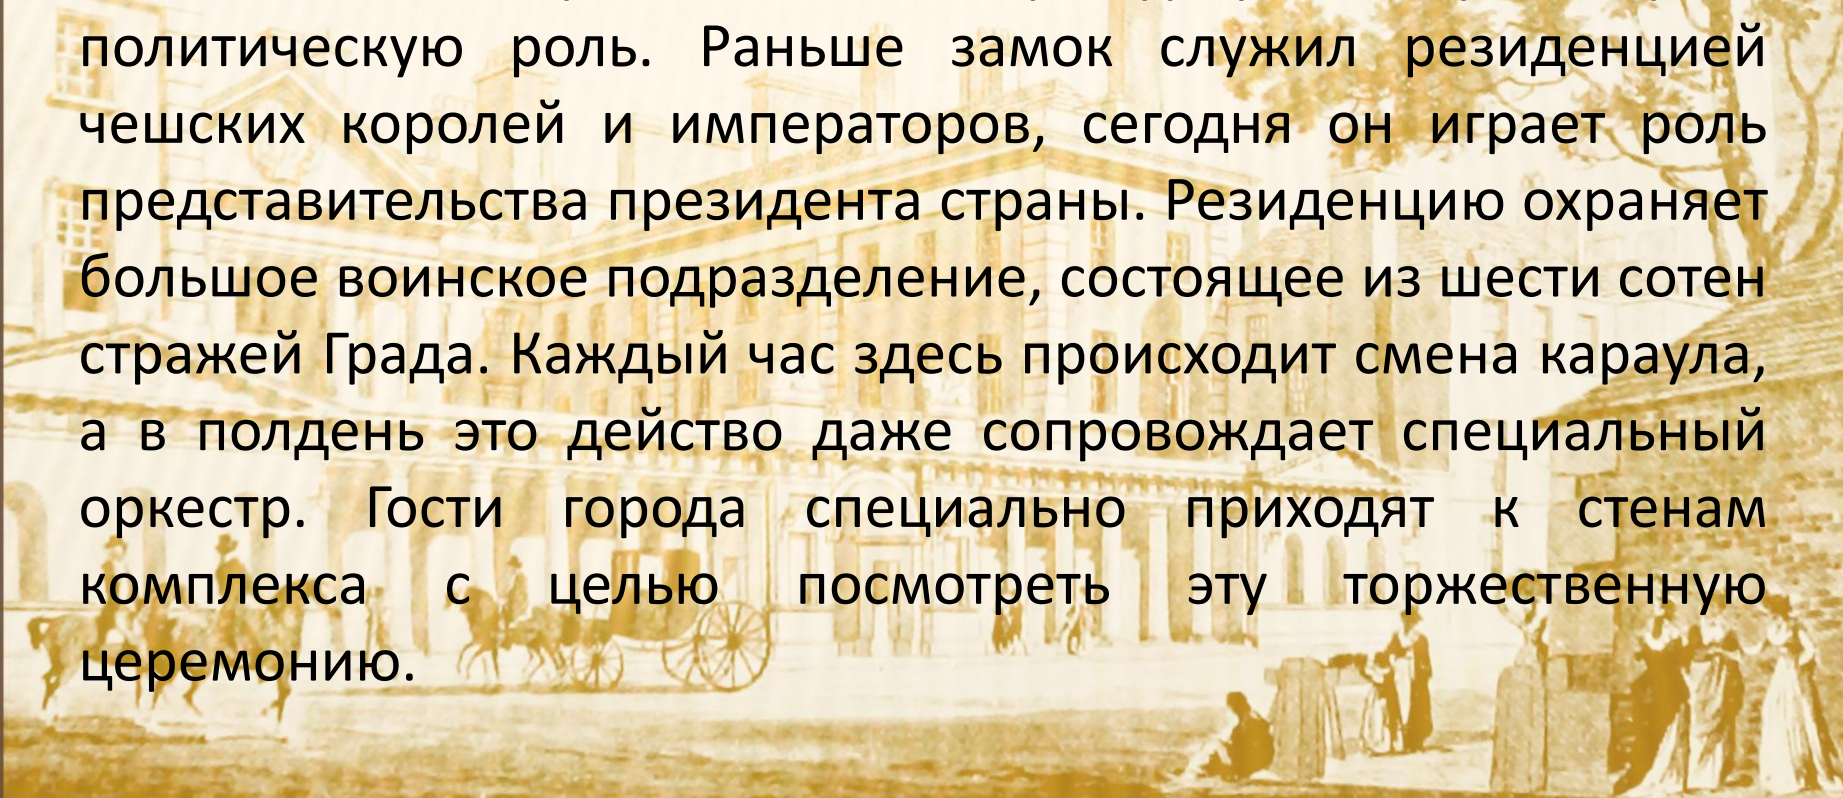 политическую роль. Раньше замок служил резиденцией
чешских королей и императоров, сегодня он играет роль
представительства президента страны. Резиденцию охраняет
большое воинское подразделение, состоящее из шести сотен
стражей Града. Каждый час здесь происходит смена караула,
а в полдень это действо даже сопровождает специальный
оркестр. Гости города специально приходят к стенам
комплекса с целью посмотреть эту торжественную
церемонию.